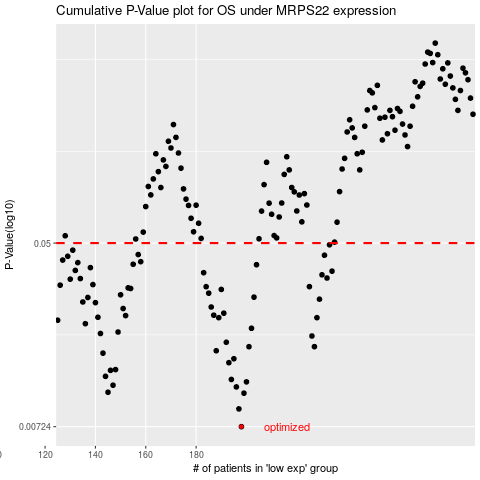 Cumulative P-Value plot for OS under MRPS22 expression
P-Value(log10)
0.05
0.00724
optimized
0 120 140 160 180
# of patients in 'low exp' group